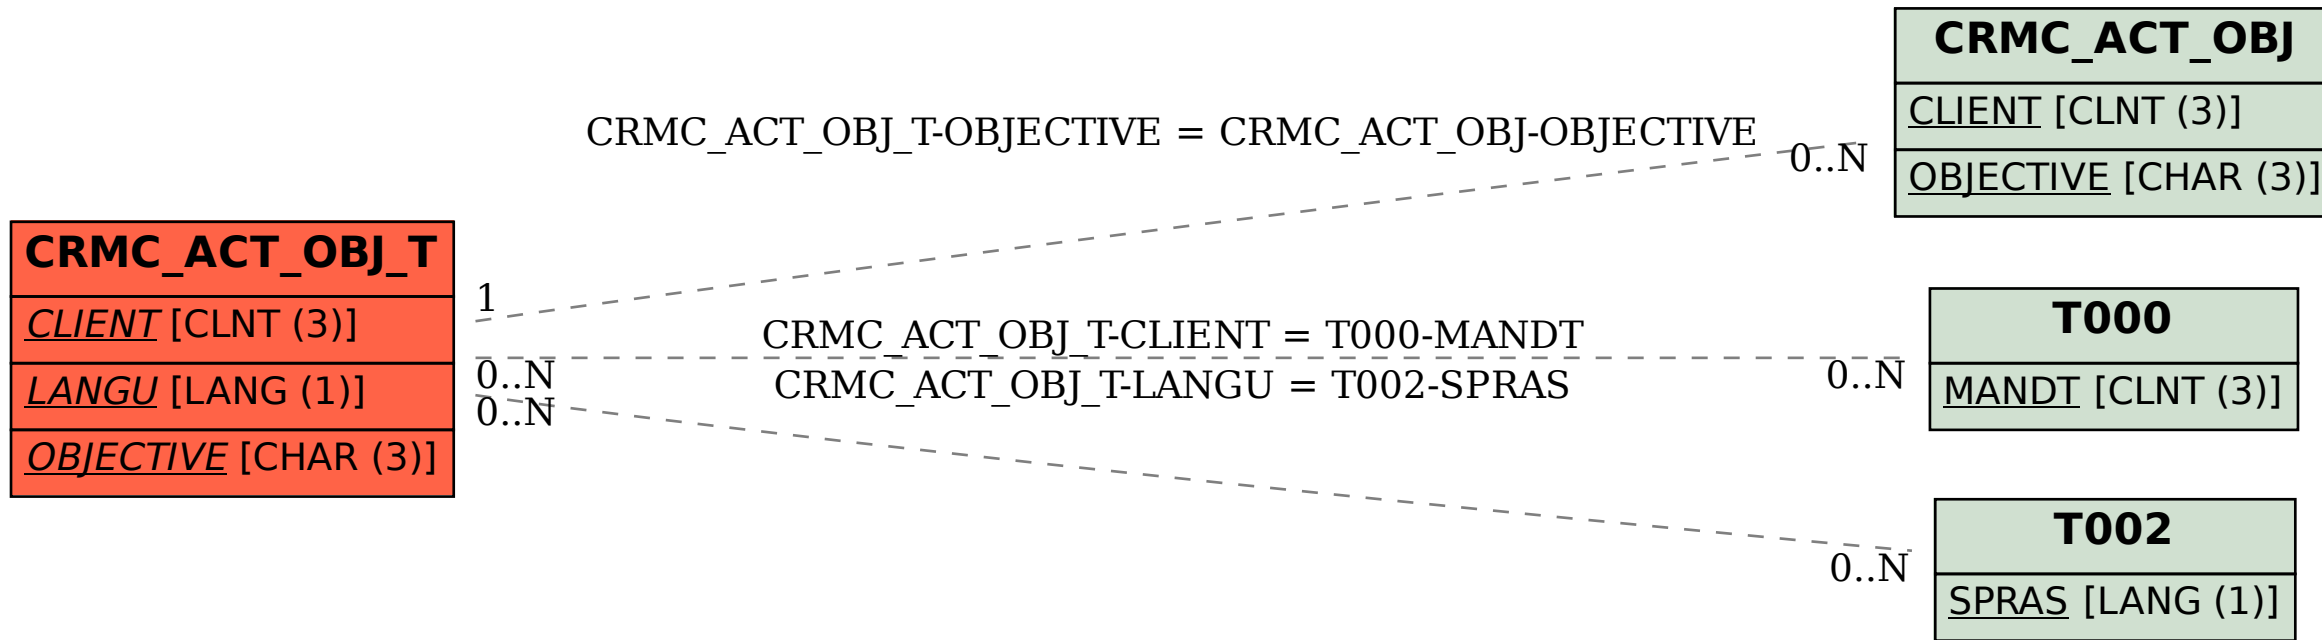 CRMC_ACT_OBJ
CLIENT [CLNT (3)]
OBJECTIVE [CHAR (3)]
CRMC_ACT_OBJ_T-OBJECTIVE = CRMC_ACT_OBJ-OBJECTIVE
0..N
CRMC_ACT_OBJ_T
CLIENT [CLNT (3)]
LANGU [LANG (1)]
OBJECTIVE [CHAR (3)]
1
CRMC_ACT_OBJ_T-CLIENT = T000-MANDT
0..N
0..N
CRMC_ACT_OBJ_T-LANGU = T002-SPRAS
0..N
T000
MANDT [CLNT (3)]
0..N
T002
SPRAS [LANG (1)]